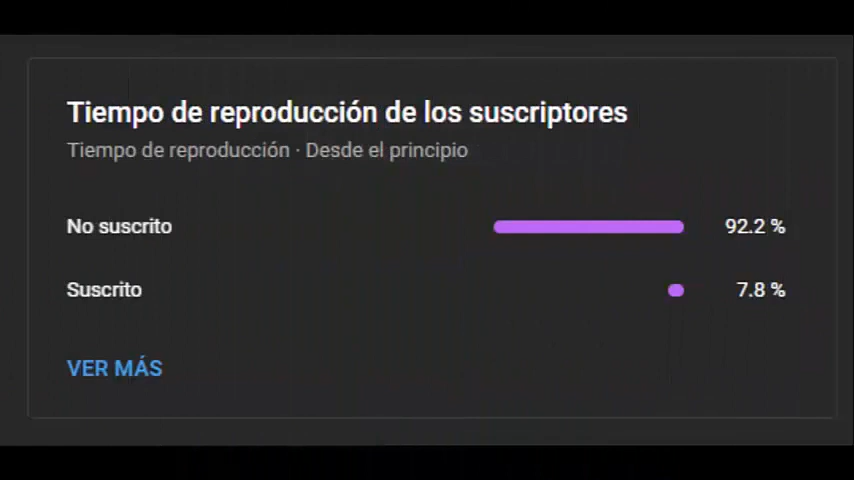 Tiempo de reproducción de los suscriptores
Tiempo de reproducción · Desde el principio
No suscrito 92.2 %
Suscrito 7.8 %
VER MÁS